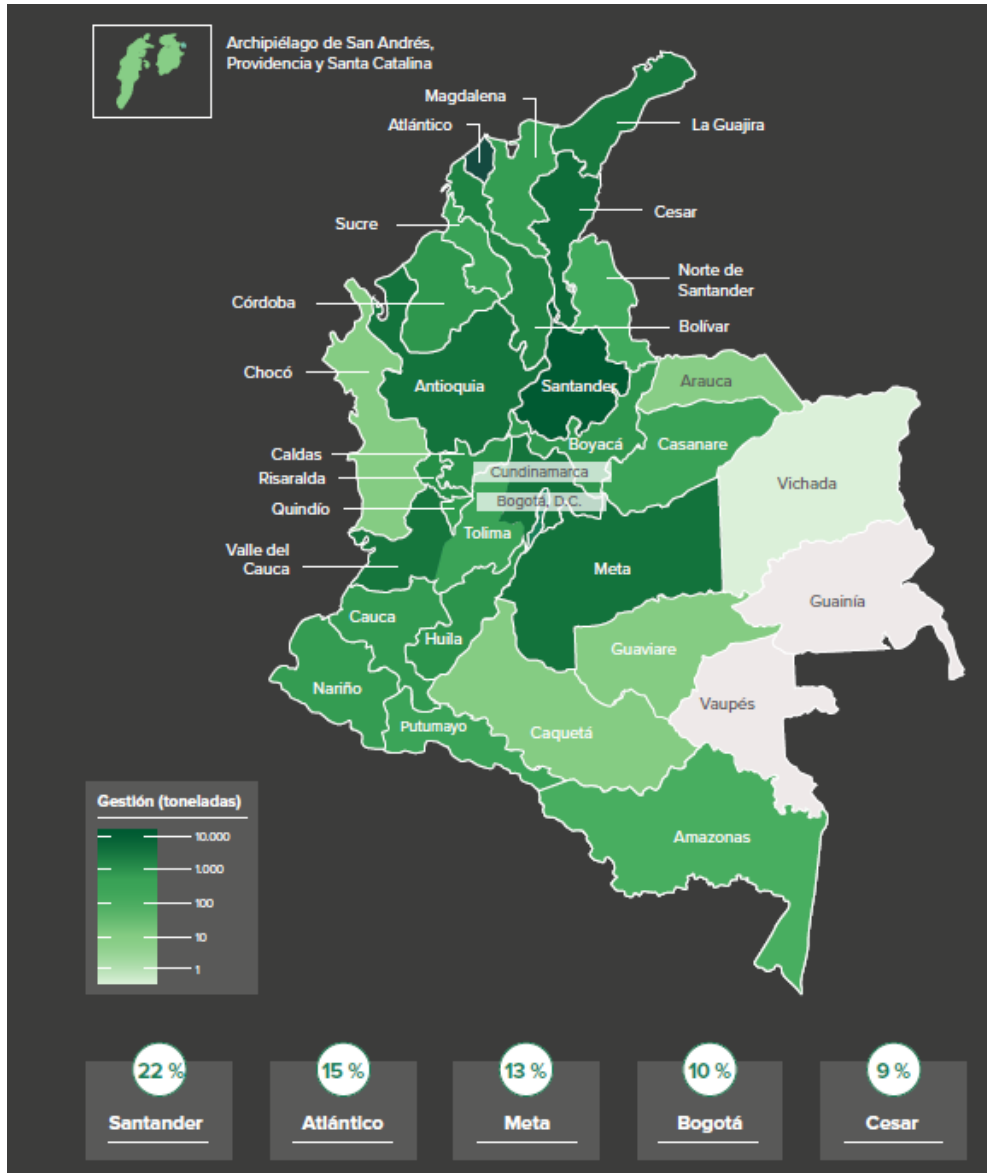 Archipiélago de San Andrés,
Providencia y Santa Catalina
Magdalena
Atlántico
La Guajira
Sucre
Cesar
Norte de
Santander
Córdoba
Bolívar
Chocó
Antioquia
Santander
Arauca
Caldas
Boyacá
Casanare
Risaralda
Cundinamarca
Vichada
Quindío
Bogotá, D.C.
Tolima
Valle del
Cauca
Meta
Guainía
Cauca
Huila
Guaviare
Nariño
Vaupés
Putumayo
Caquetá
Amazonas
Gestión (toneladas)
10.000
1.000
100
10
1
22 %
15 %
13 %
10 %
9 %
Santander
Atlántico
Meta
Bogotá
Cesar